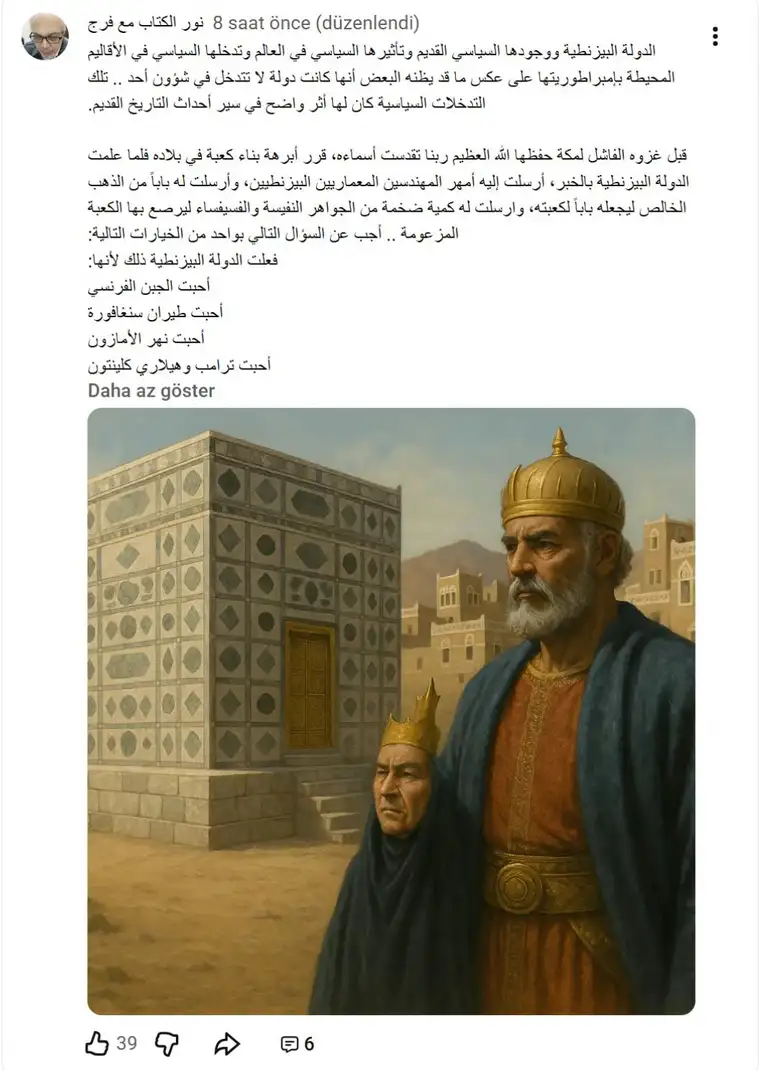 نور الكتاب مع فرج 8 saat önce (düzenlendi)
الدولة البيزنطية ووجودها السياسي القديم وتأثيرها السياسي في العالم وتدخلها السياسي في الأقاليم
المحيطة بإمبراطوريتها على عكس ما قد يظنه البعض أنها كانت دولة لا تتدخل في شؤون أحد .. تلك
التدخلات السياسية كان لها أثر واضح في سير أحداث التاريخ القديم.
قبل غزوه الفاشل لمكة حفظها الله العظيم ربنا تقدست أسماءه، قرر أبرهة بناء كعبة في بلاده فلما علمت
الدولة البيزنطية بالخبر، أرسلت إليه أمهر المهندسين المعماريين البيزنطيين، وأرسلت له باباً من الذهب
الخالص ليجعله باباً لكعبته، وارسلت له كمية ضخمة من الجواهر النفيسة والفسيفساء ليرصع بها الكعبة
المزعومة .. أجب عن السؤال التالي بواحد من الخيارات التالية:
فعلت الدولة البيزنطية ذلك لأنها:
أحبت الجبن الفرنسي
أحبت طيران سنغافورة
أحبت نهر الأمازون
أحبت ترامب وهيلاري كلينتون
Daha az göster
39
6